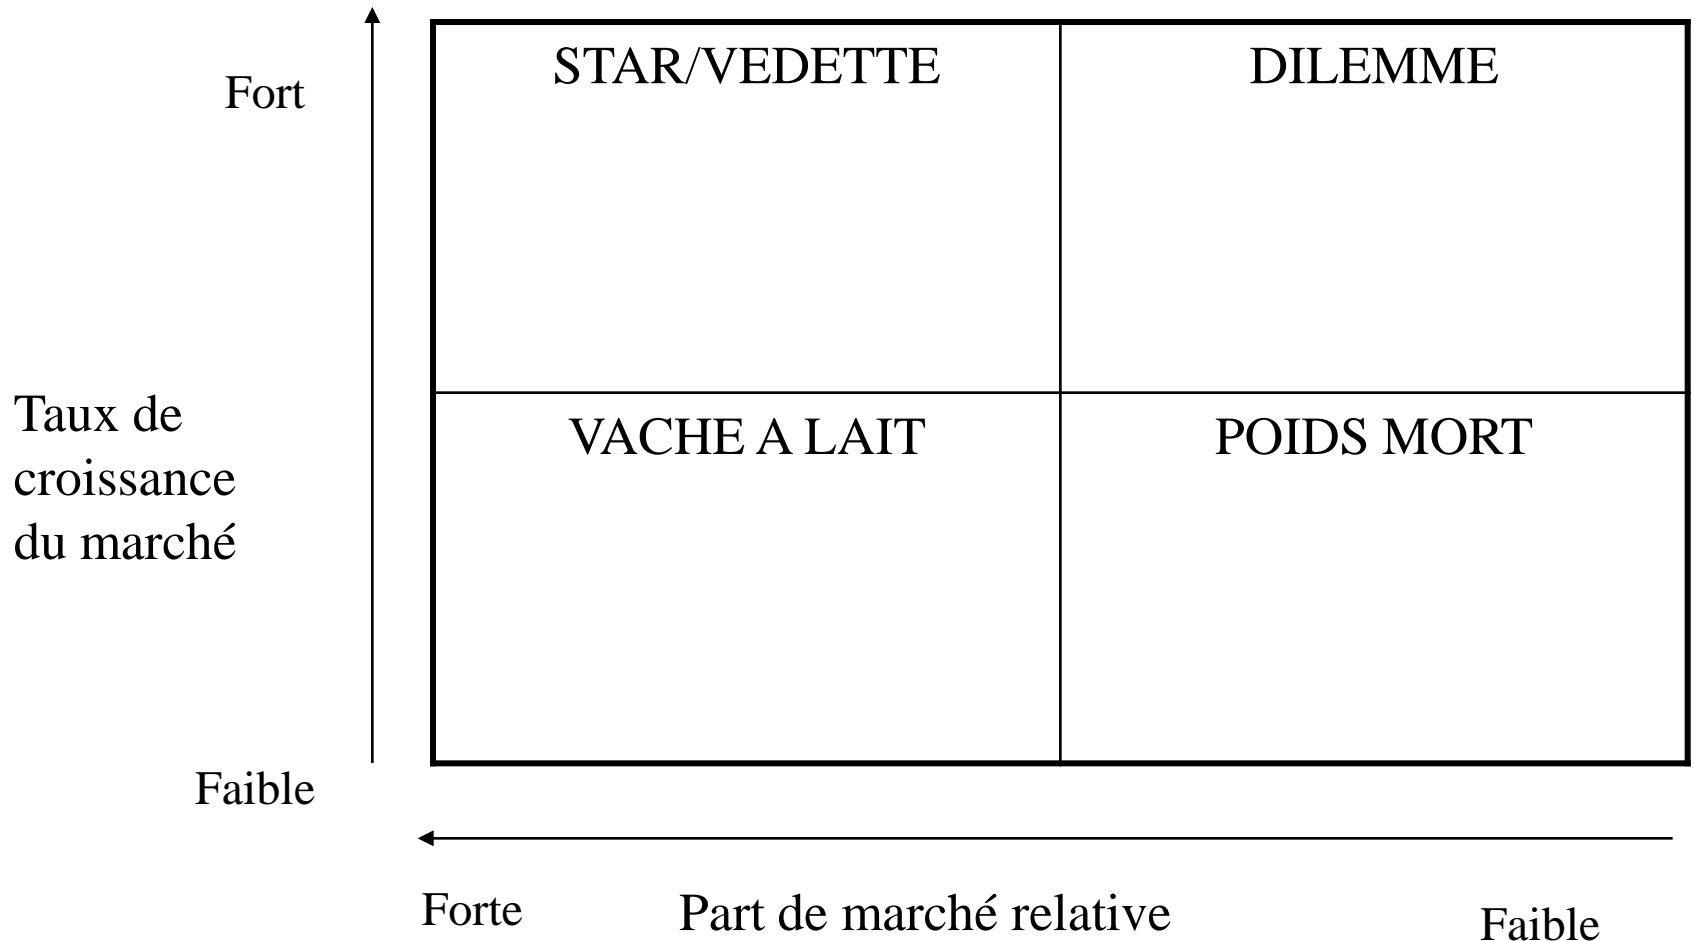 STAR/VEDETTE
DILEMME
Fort
Taux de
croissance
du marché
VACHE A LAIT
POIDS MORT
Faible
Forte
Part de marché relative
Faible